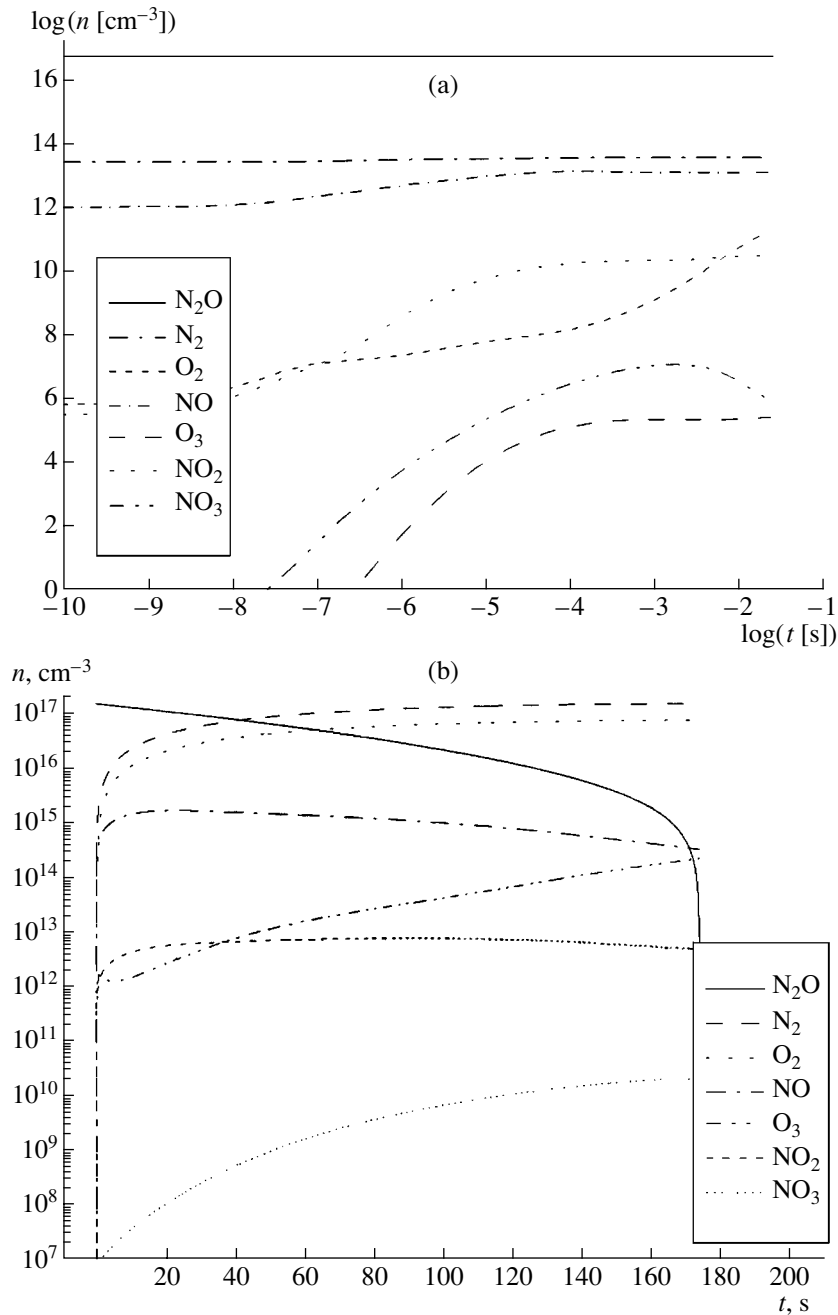 log(n [cm⁻³])
(a)
16
14
12
10
8
6
4
2
0
N₂O
N₂
O₂
NO
O₃
NO₂
NO₃
−10 −9 −8 −7 −6 −5 −4 −3 −2 −1
log(t [s])
n, cm⁻³
(b)
10¹⁷
10¹⁶
10¹⁵
10¹⁴
10¹³
10¹²
10¹¹
10¹⁰
10⁹
10⁸
10⁷
N₂O
N₂
O₂
NO
O₃
NO₂
NO₃
20 40 60 80 100 120 140 160 180 200
t, s